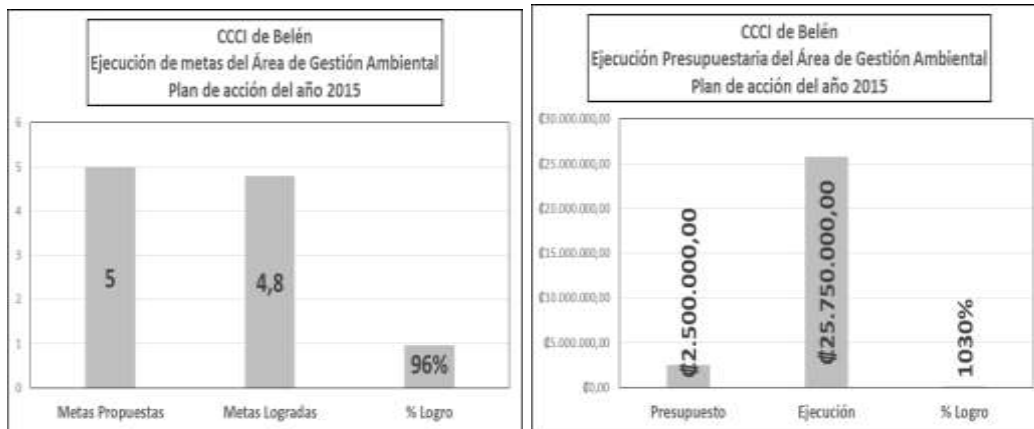 CCCI de Belén
Ejecución de metas del Área de Gestión Ambiental
Plan de acción del año 2015
6
5
4
3
2
1
0
5
4,8
96%
Metas Propuestas
Metas Logradas
% Logro
CCCI de Belén
Ejecución Presupuestaria del Área de Gestión Ambiental
Plan de acción del año 2015
₡30.000.000,00
₡25.000.000,00
₡20.000.000,00
₡15.000.000,00
₡10.000.000,00
₡5.000.000,00
₡0,00
₡2.500.000,00
₡25.750.000,00
1030%
Presupuesto
Ejecución
% Logro